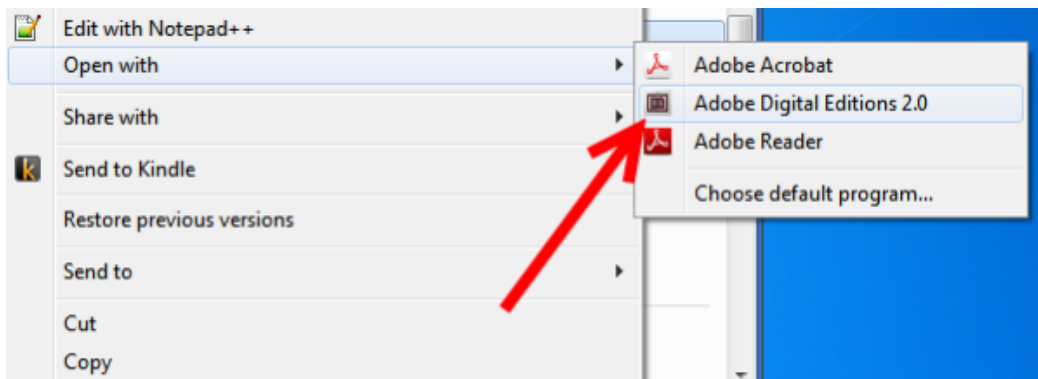 Edit with Notepad++
Open with
Share with
Send to Kindle
Restore previous versions
Send to
Cut
Copy
Adobe Acrobat
Adobe Digital Editions 2.0
Adobe Reader
Choose default program...